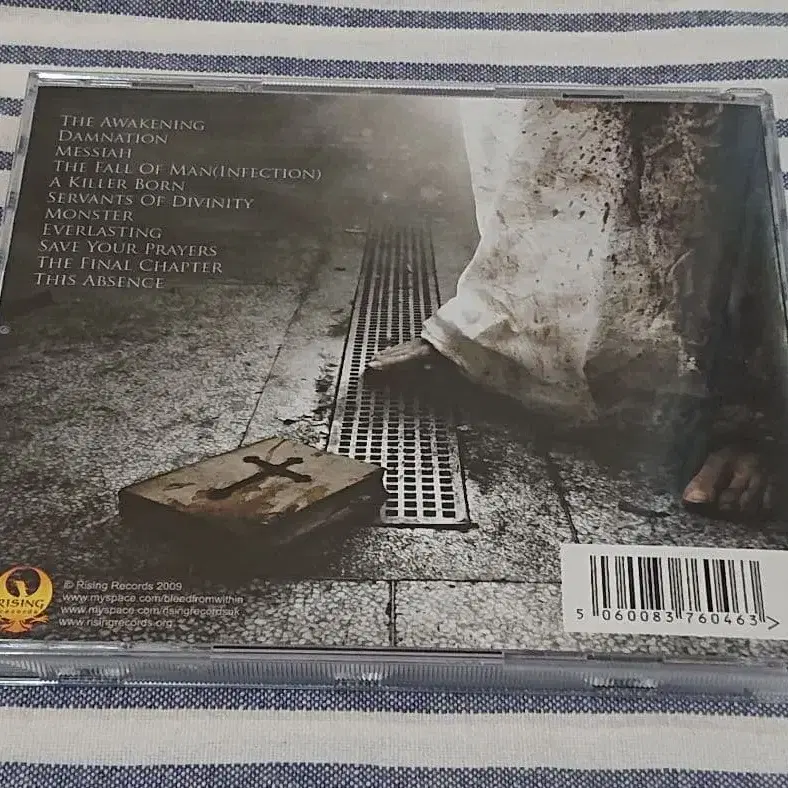 The Awakening
Damnation
Messiah
The Fall Of Man(Infection)
A Killer Born
Servants Of Divinity
Monster
Everlasting
Save Your Prayers
The Final Chapter
This Absence
RISING
records
© Rising Records 2009
www.myspace.com/bleedfromwithin
www.myspace.com/risingrecordsuk
www.risingrecords.org
5 060083 760463 >